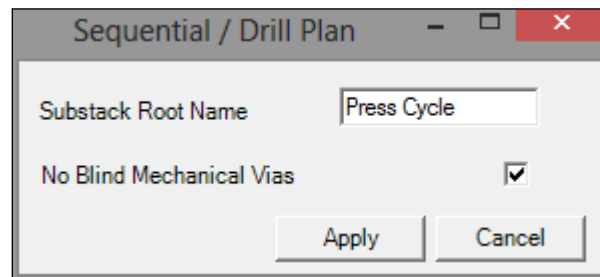 Sequential / Drill Plan
Substack Root Name Press Cycle
No Blind Mechanical Vias
Apply Cancel